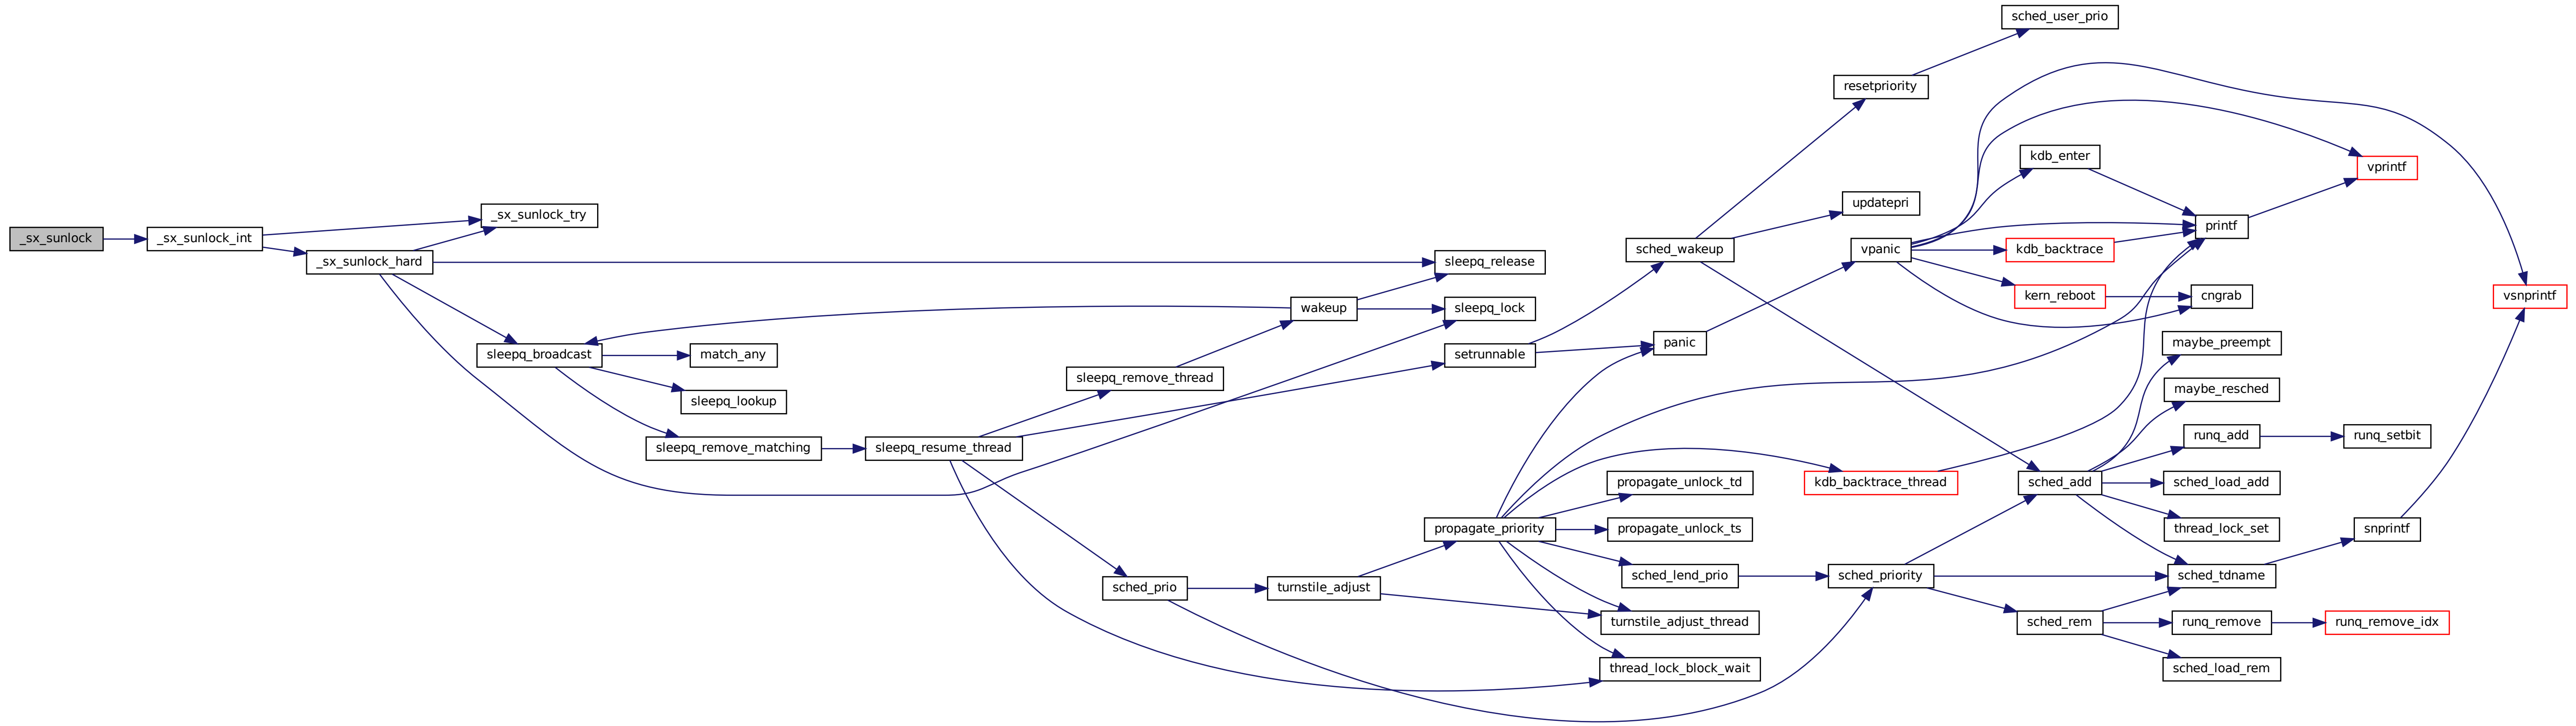 _sx_sunlock
_sx_sunlock_int
_sx_sunlock_try
_sx_sunlock_hard
sleepq_broadcast
match_any
sleepq_lookup
sleepq_remove_matching
sleepq_release
sleepq_lock
wakeup
sleepq_remove_thread
sleepq_resume_thread
setrunnable
sched_prio
turnstile_adjust
propagate_priority
propagate_unlock_td
propagate_unlock_ts
sched_lend_prio
turnstile_adjust_thread
thread_lock_block_wait
sched_wakeup
panic
resetpriority
updatepri
vpanic
kdb_backtrace_thread
sched_priority
sched_user_prio
kdb_enter
kdb_backtrace
kern_reboot
sched_add
sched_rem
vprintf
printf
cngrab
maybe_preempt
maybe_resched
runq_add
runq_setbit
sched_load_add
thread_lock_set
sched_tdname
snprintf
vsnprintf
runq_remove
runq_remove_idx
sched_load_rem